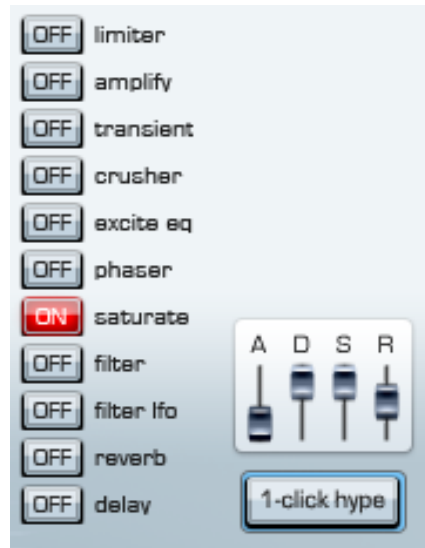 OFF limiter
OFF amplify
OFF transient
OFF crusher
OFF excite eq
OFF phaser
ON saturate
OFF filter
OFF filter lfo
OFF reverb
OFF delay
A D S R
1-click hype